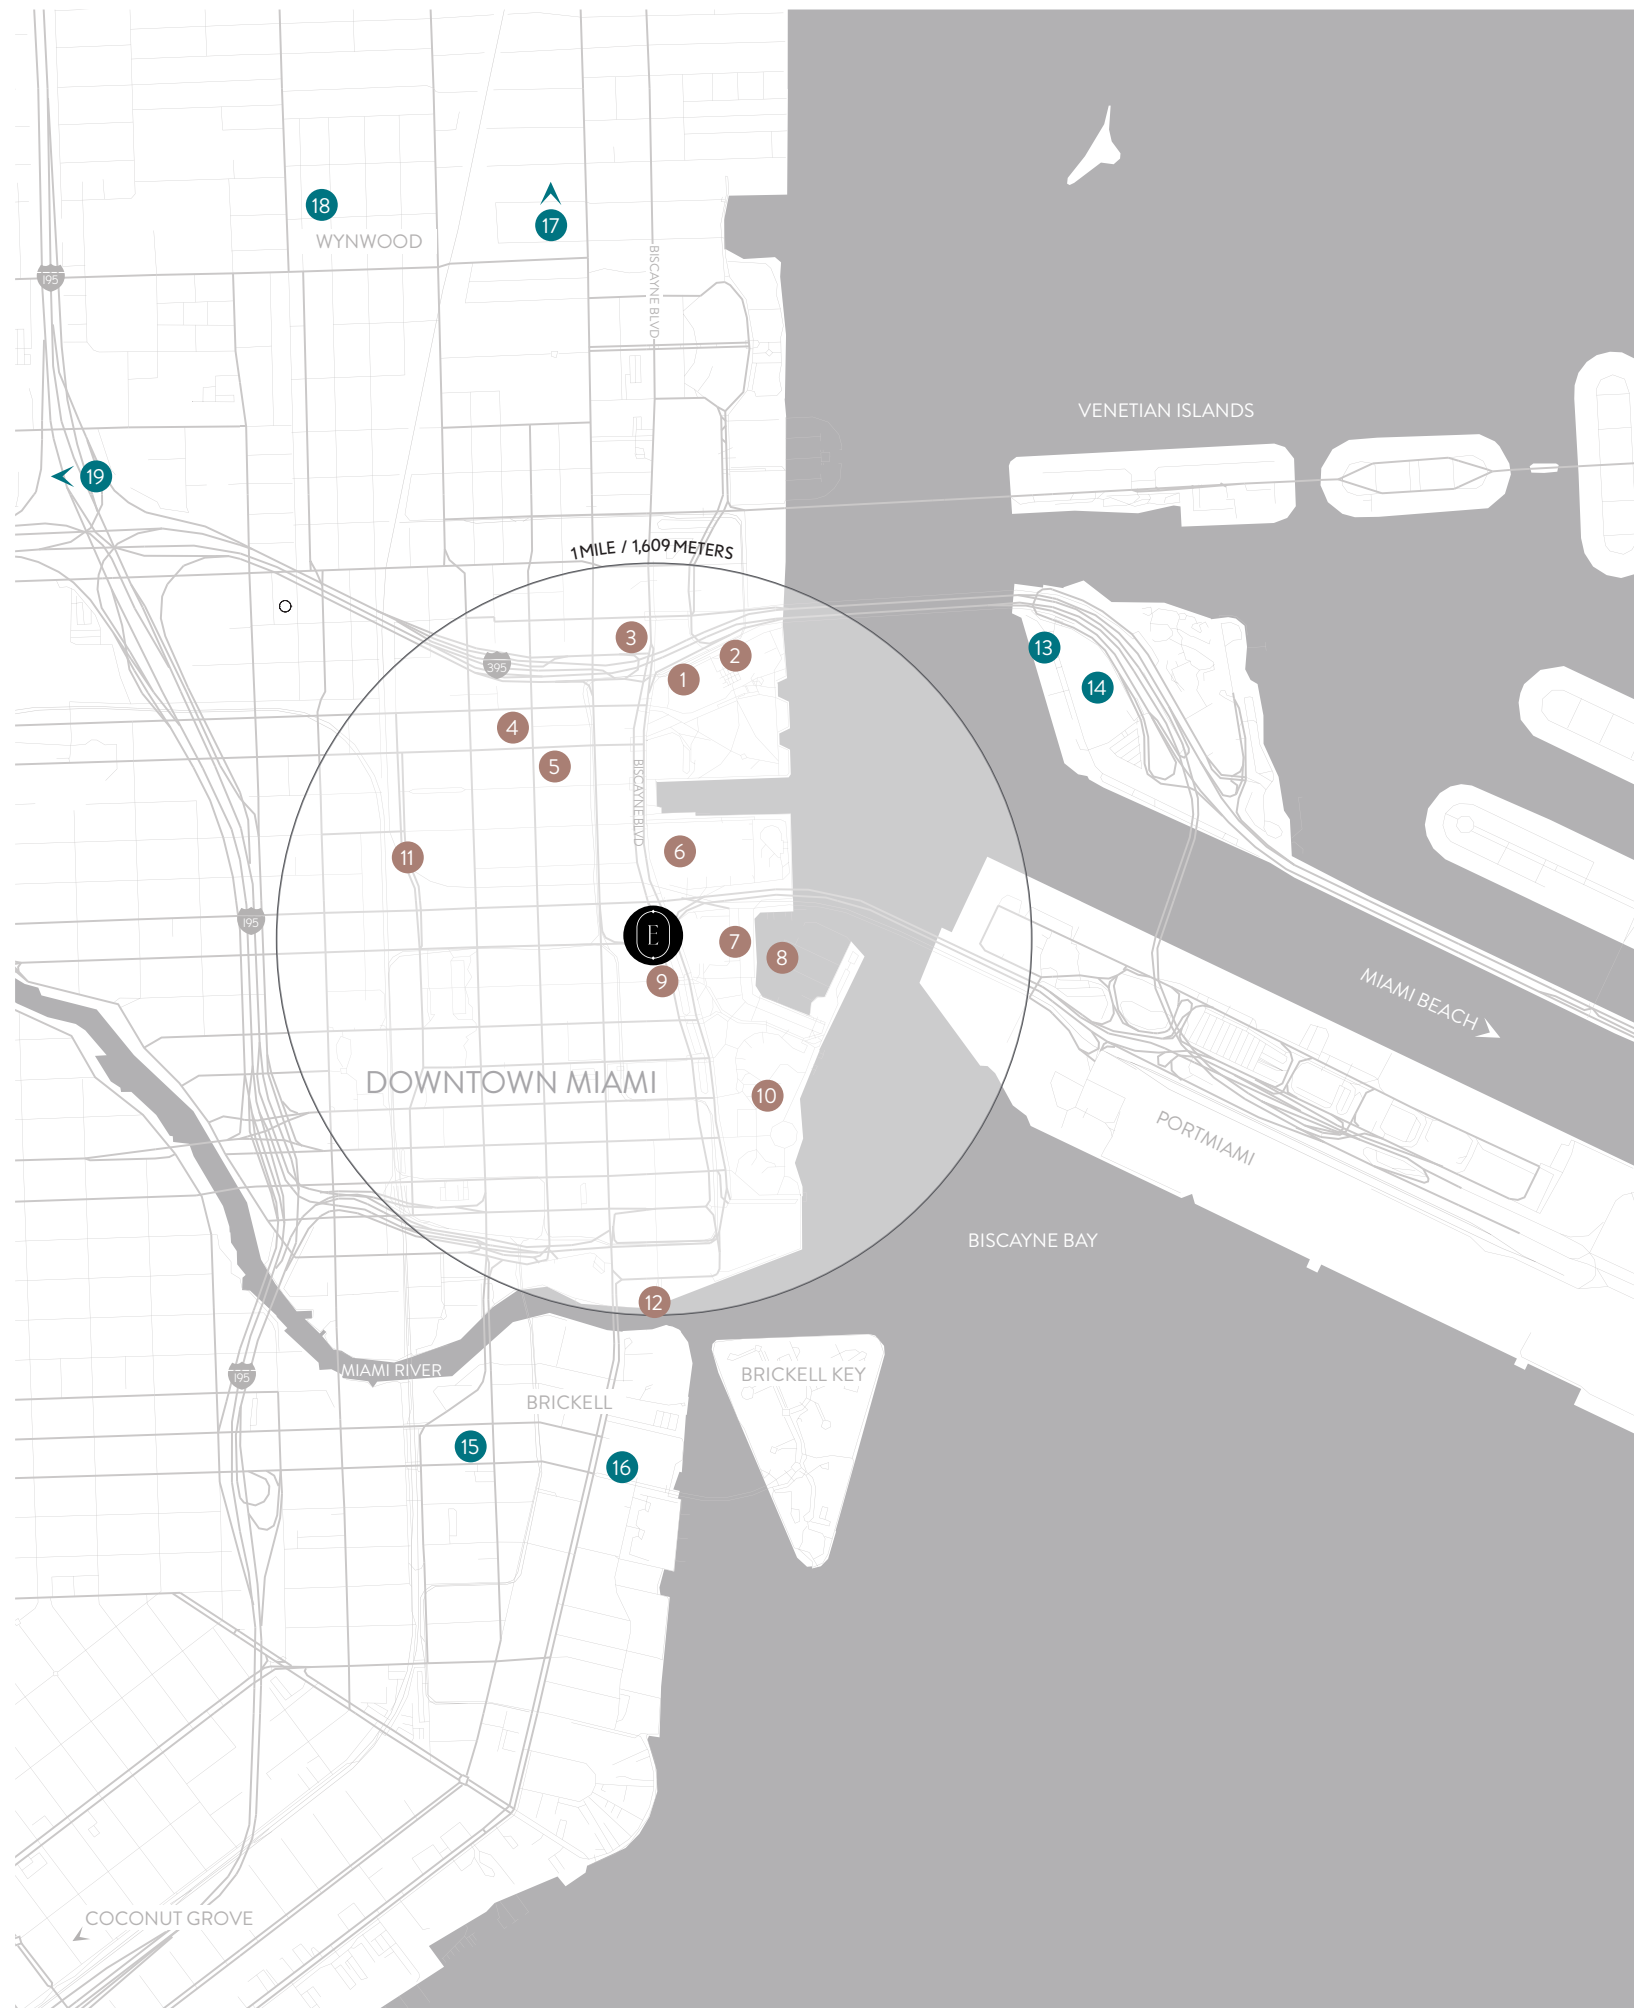 18
17
WYNWOOD
BISCAYNE BLVD
195
VENETIAN ISLANDS
19
1 MILE / 1,609 METERS
3
2
13
395
1
14
4
5
BISCAYNE BLVD
6
11
195
E
7
8
9
MIAMI BEACH
DOWNTOWN MIAMI
10
PORTMIAMI
BISCAYNE BAY
12
MIAMI RIVER
195
BRICKELL KEY
BRICKELL
15
16
COCONUT GROVE